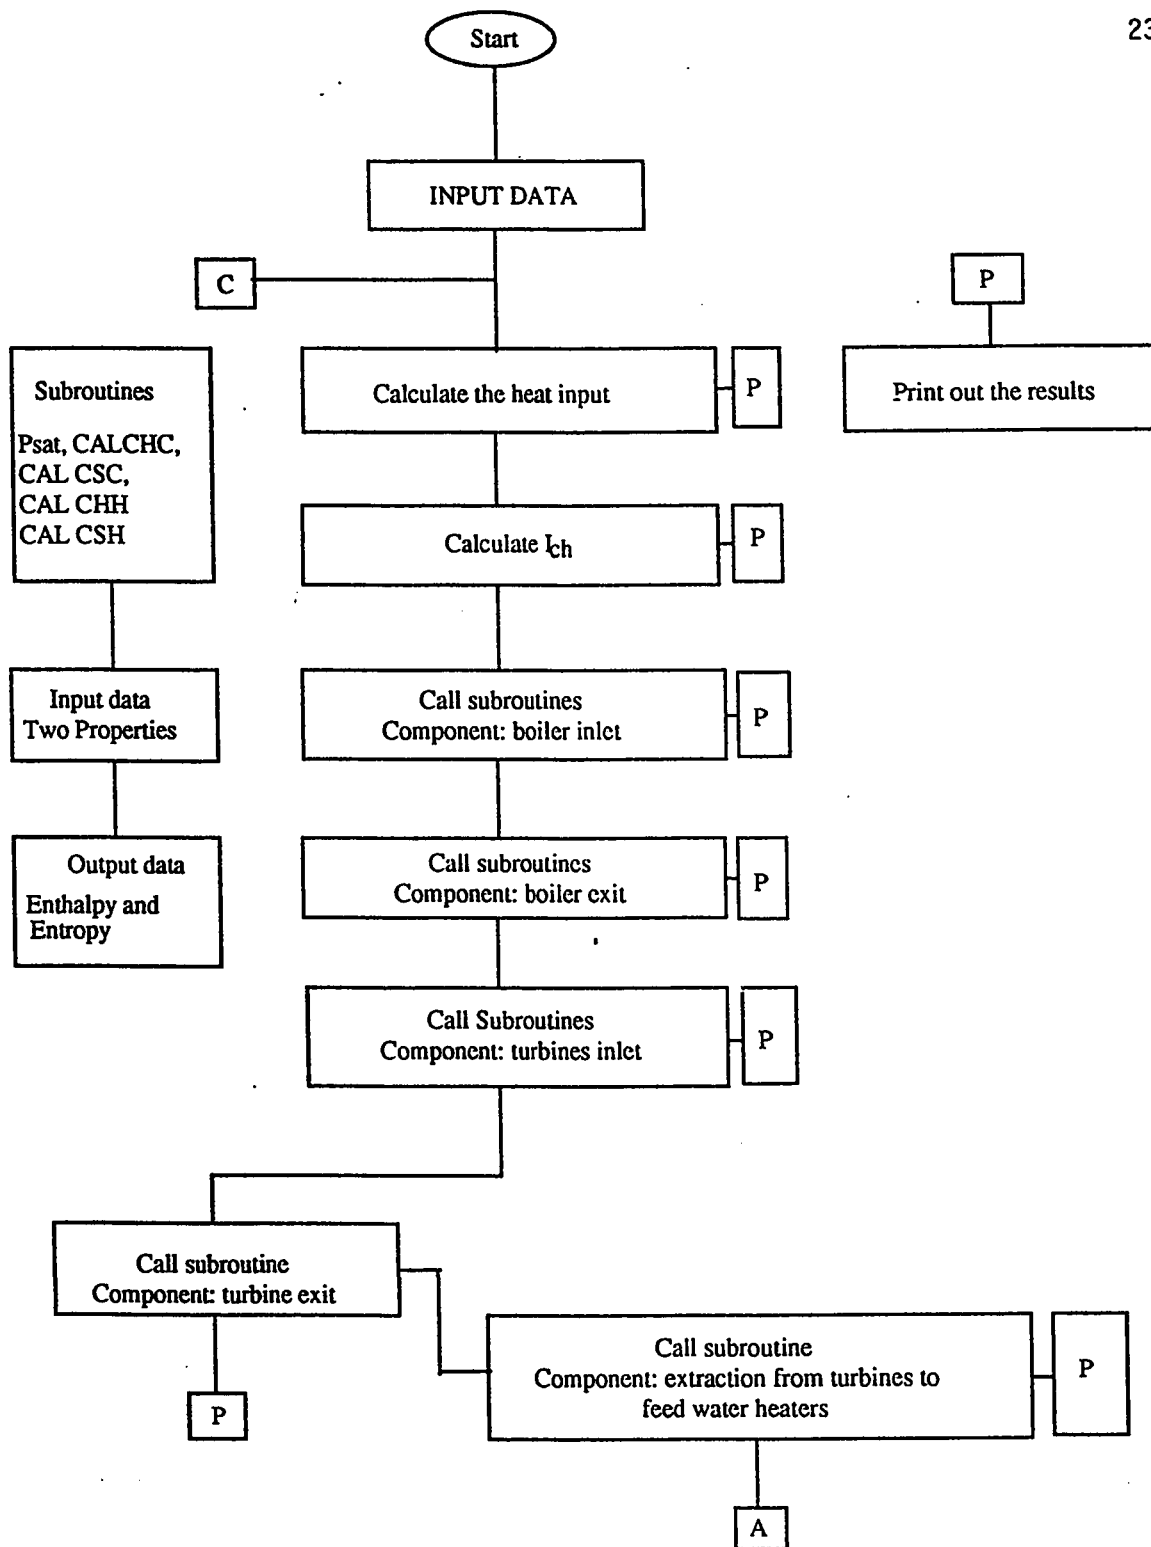 23
Start
INPUT DATA
C
P
Subroutines
Psat, CALCHC,
CAL CSC,
CAL CHH
CAL CSH
Calculate the heat input
P
Print out the results
Calculate Ich
P
Input data
Two Properties
Call subroutines
Component: boiler inlet
P
Output data
Enthalpy and
Entropy
Call subroutines
Component: boiler exit
P
Call Subroutines
Component: turbines inlet
P
Call subroutine
Component: turbine exit
P
Call subroutine
Component: extraction from turbines to
feed water heaters
P
A